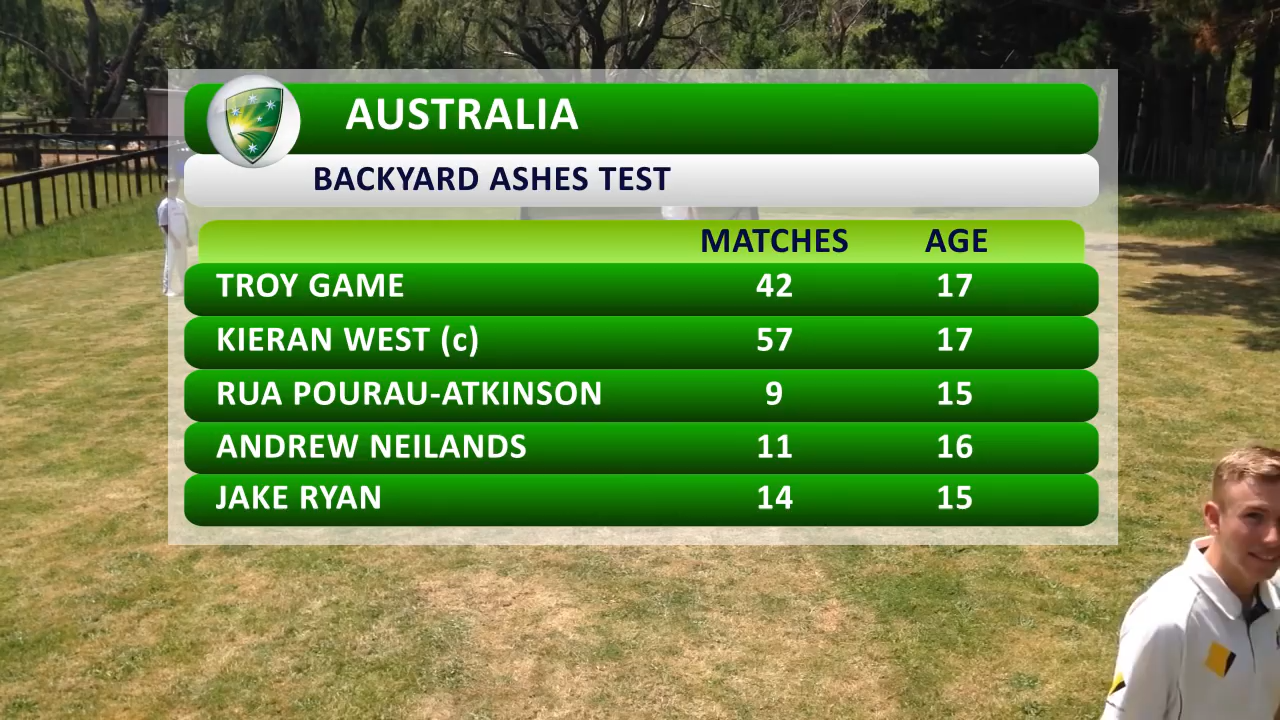 AUSTRALIA
BACKYARD ASHES TEST
MATCHES AGE
TROY GAME 42 17
KIERAN WEST (c) 57 17
RUA POURAU-ATKINSON 9 15
ANDREW NEILANDS 11 16
JAKE RYAN 14 15